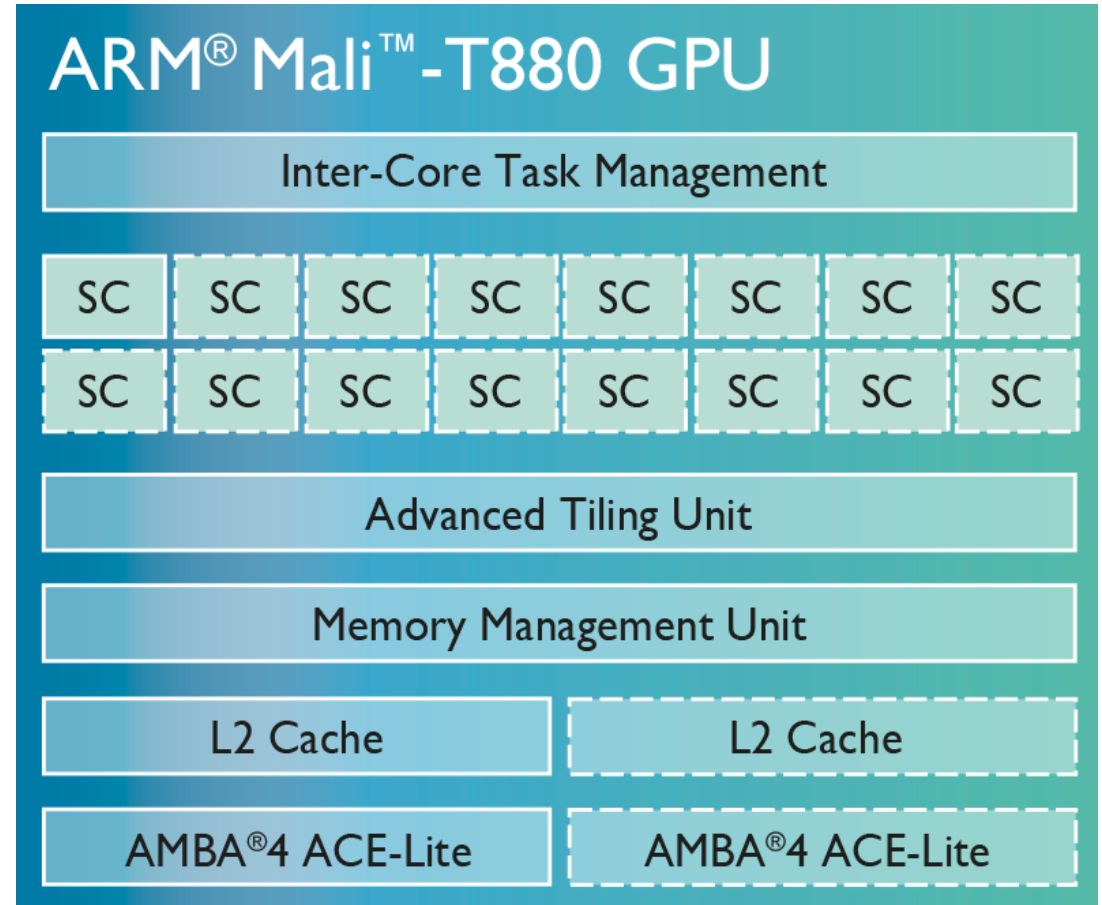 ARM® Mali™-T880 GPU
Inter-Core Task Management
SC SC SC SC SC SC SC SC
SC SC SC SC SC SC SC SC
Advanced Tiling Unit
Memory Management Unit
L2 Cache L2 Cache
AMBA®4 ACE-Lite AMBA®4 ACE-Lite